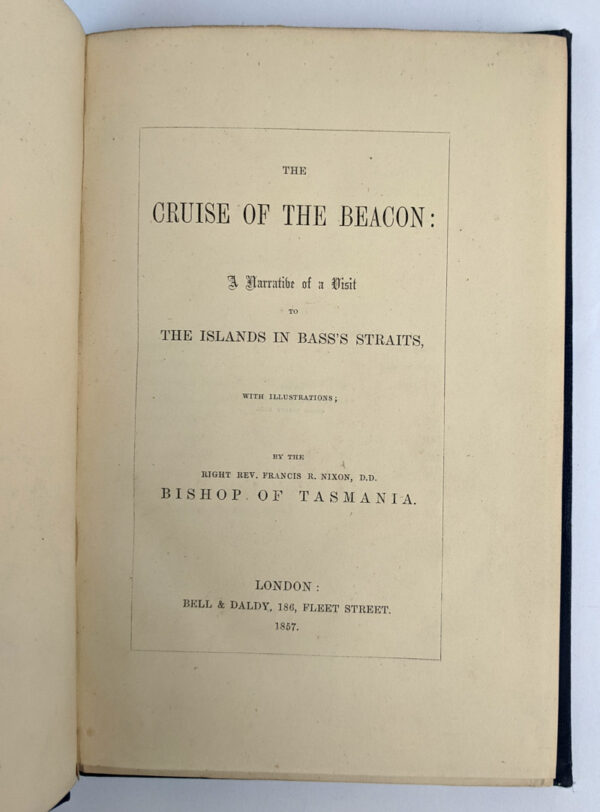 THE
CRUISE OF THE BEACON:
A Narrative of a Visit
TO
THE ISLANDS IN BASS'S STRAITS,
WITH ILLUSTRATIONS;
BY THE
RIGHT REV. FRANCIS R. NIXON, D.D.
BISHOP OF TASMANIA.
LONDON:
BELL & DALDY, 186, FLEET STREET.
1857.